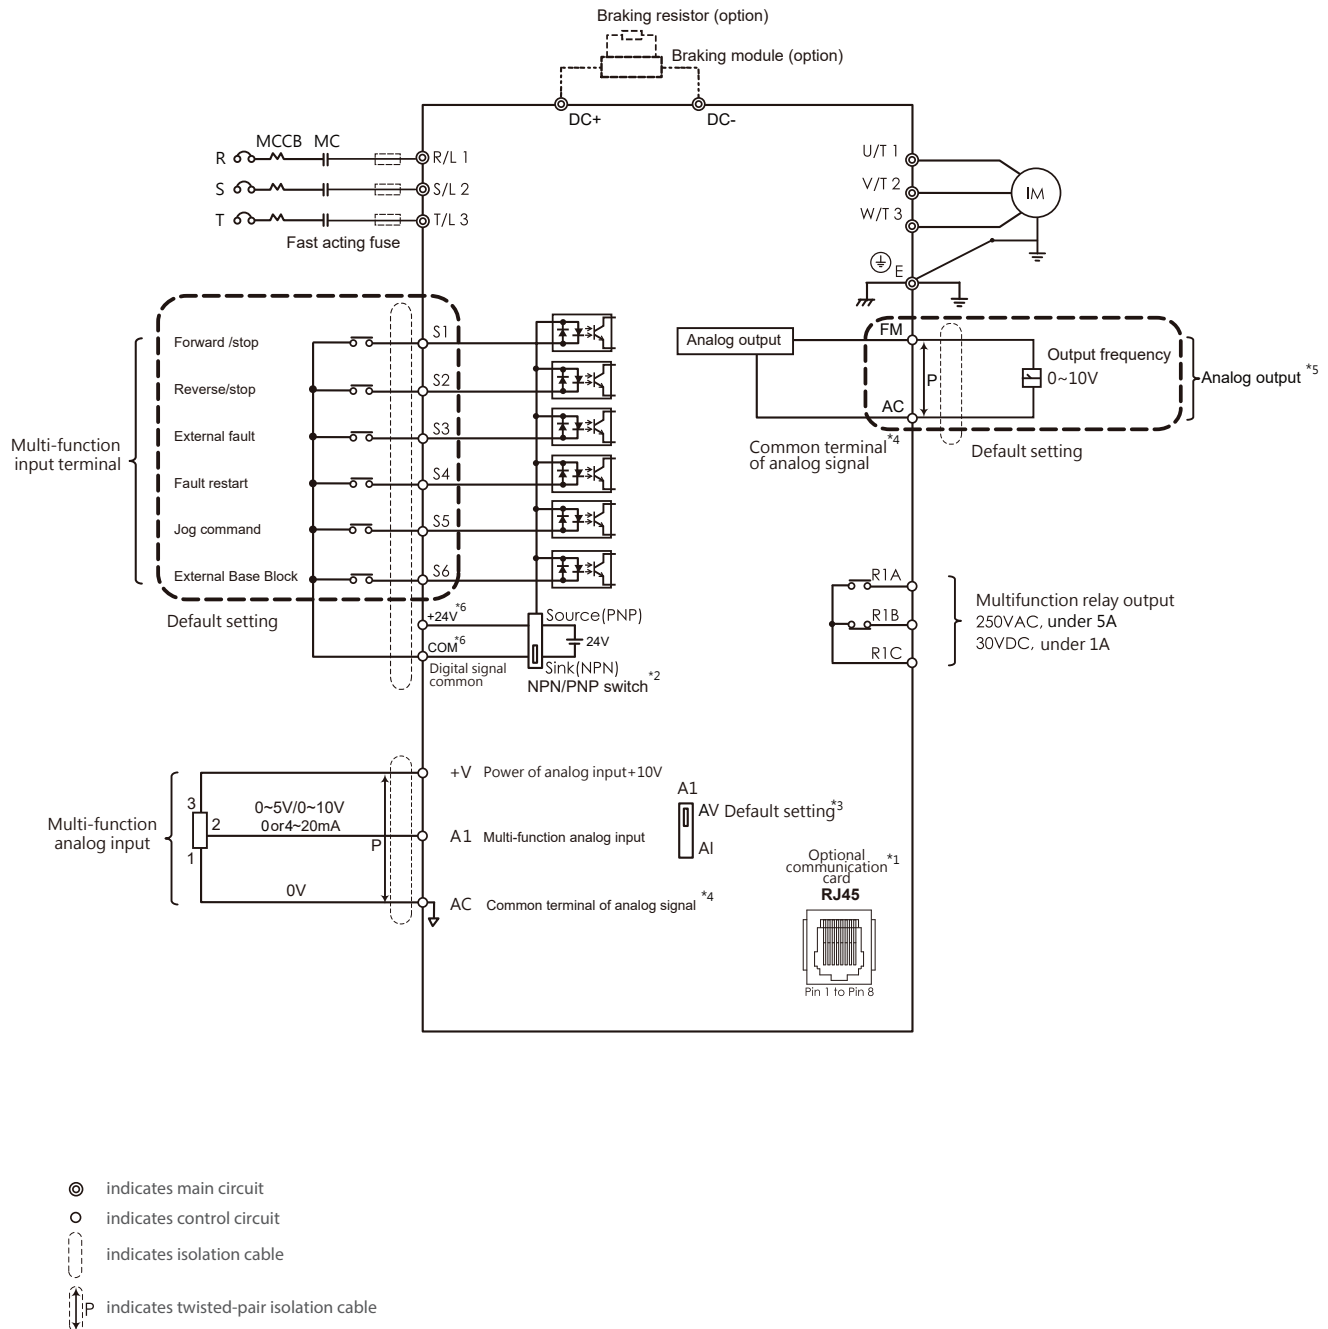 Braking resistor (option)
Braking module (option)
DC+
DC-
MCCB MC
R
R/L 1
S
S/L 2
T
T/L 3
Fast acting fuse
U/T 1
V/T 2
W/T 3
IM
E
Multi-function
input terminal
Forward /stop
S1
Reverse/stop
S2
External fault
S3
Fault restart
S4
Jog command
S5
External Base Block
S6
Default setting
+24V*6
COM*6
Digital signal
common
Source(PNP)
24V
Sink(NPN)
NPN/PNP switch*2
Analog output
FM
P
AC
Output frequency
0~10V
Analog output *5
Common terminal*4
of analog signal
Default setting
R1A
R1B
R1C
Multifunction relay output
250VAC, under 5A
30VDC, under 1A
Multi-function
analog input
3
2
1
0~5V/0~10V
0or4~20mA
P
0V
+V Power of analog input+10V
A1 Multi-function analog input
AC Common terminal of analog signal *4
A1
AV Default setting*3
AI
Optional
communication*1
card
RJ45
Pin 1 to Pin 8
indicates main circuit
indicates control circuit
indicates isolation cable
P indicates twisted-pair isolation cable